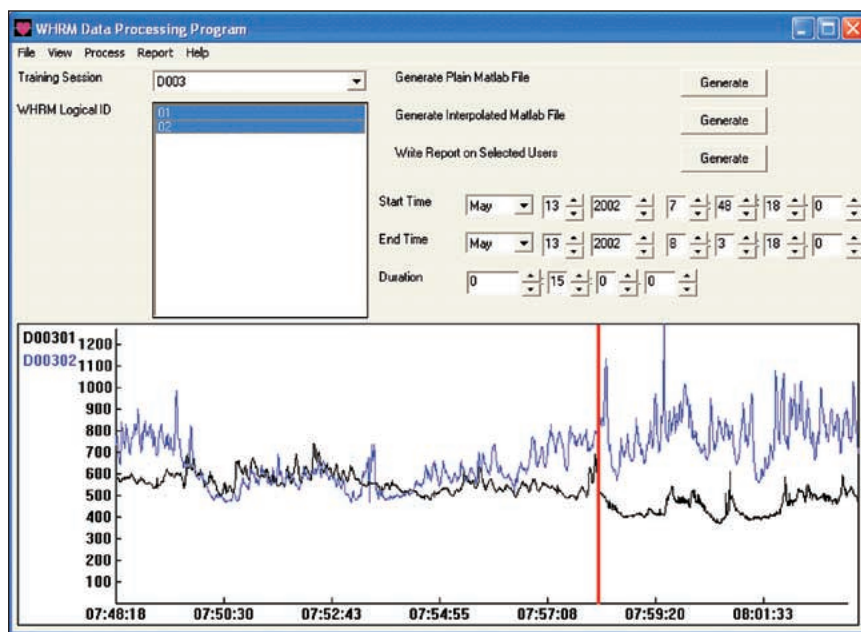 WHRM Data Processing Program
File View Process Report Help
Training Session D003 Generate Plain Matlab File Generate
WHRM Logical ID 01 Generate Interpolated Matlab File Generate
02
Write Report on Selected Users Generate
Start Time May 13 2002 7 : 48 : 18 . 0
End Time May 13 2002 8 : 3 : 18 . 0
Duration 0 : 15 : 0 . 0
D00301
D00302
1200
1100
1000
900
800
700
600
500
400
300
200
100
07:48:18 07:50:30 07:52:43 07:54:55 07:57:08 07:59:20 08:01:33